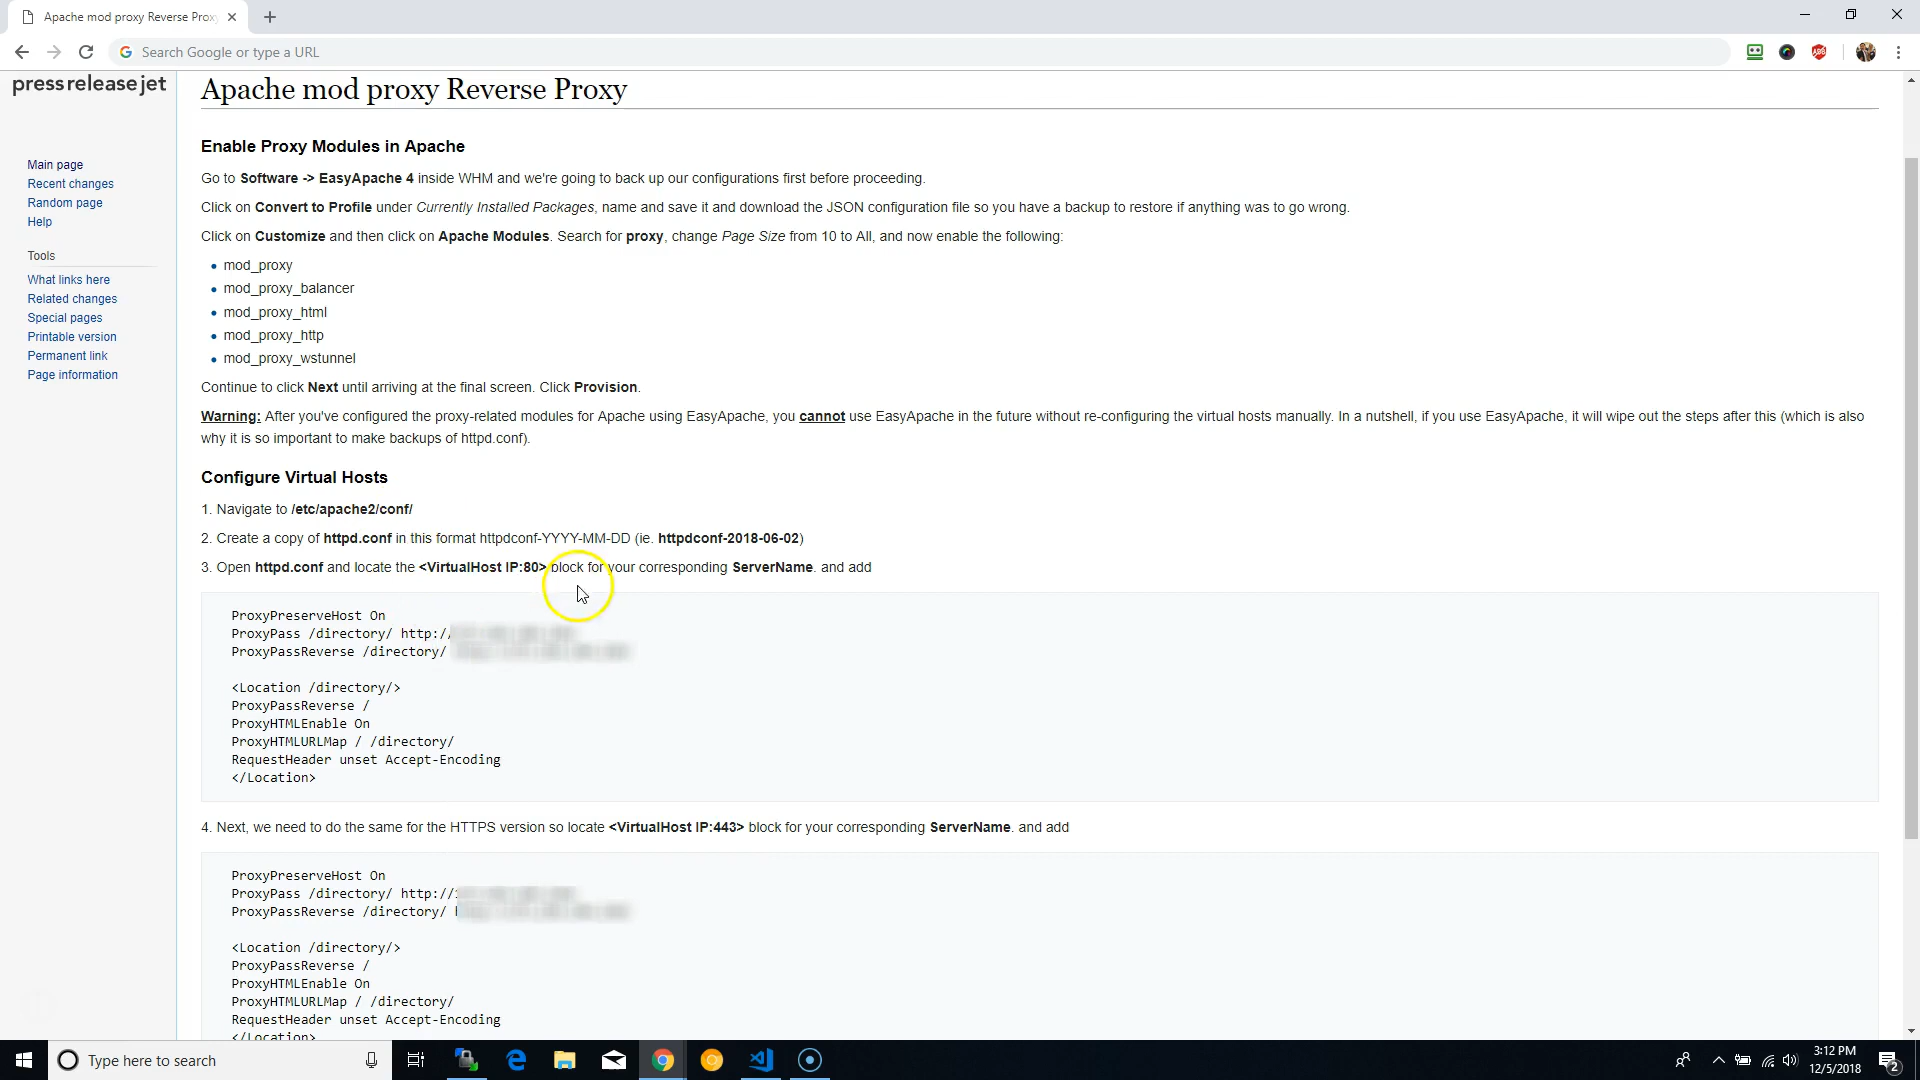 Apache mod proxy Reverse Prox
Search Google or type a URL
pressreleasejet
Main page
Recent changes
Random page
Help
Tools
What links here
Related changes
Special pages
Printable version
Permanent link
Page information
Apache mod proxy Reverse Proxy
Enable Proxy Modules in Apache
Go to Software -> EasyApache 4 inside WHM and we're going to back up our configurations first before proceeding.
Click on Convert to Profile under Currently Installed Packages, name and save it and download the JSON configuration file so you have a backup to restore if anything was to go wrong.
Click on Customize and then click on Apache Modules. Search for proxy, change Page Size from 10 to All, and now enable the following:
mod_proxy
mod_proxy_balancer
mod_proxy_html
mod_proxy_http
mod_proxy_wstunnel
Continue to click Next until arriving at the final screen. Click Provision.
Warning: After you've configured the proxy-related modules for Apache using EasyApache, you cannot use EasyApache in the future without re-configuring the virtual hosts manually. In a nutshell, if you use EasyApache, it will wipe out the steps after this (which is also
why it is so important to make backups of httpd.conf).
Configure Virtual Hosts
1. Navigate to /etc/apache2/conf/
2. Create a copy of httpd.conf in this format httpdconf-YYYY-MM-DD (ie. httpdconf-2018-06-02)
3. Open httpd.conf and locate the <VirtualHost IP:80> block for your corresponding ServerName. and add
ProxyPreserveHost On
ProxyPass /directory/ http:/
ProxyPassReverse /directory/
<Location /directory/>
ProxyPassReverse /
ProxyHTMLEnable On
ProxyHTMLURLMap / /directory/
RequestHeader unset Accept-Encoding
</Location>
4. Next, we need to do the same for the HTTPS version so locate <VirtualHost IP:443> block for your corresponding ServerName. and add
ProxyPreserveHost On
ProxyPass /directory/ http://
ProxyPassReverse /directory/
<Location /directory/>
ProxyPassReverse /
ProxyHTMLEnable On
ProxyHTMLURLMap / /directory/
RequestHeader unset Accept-Encoding
</Location>
Type here to search
3:12 PM
12/5/2018
2